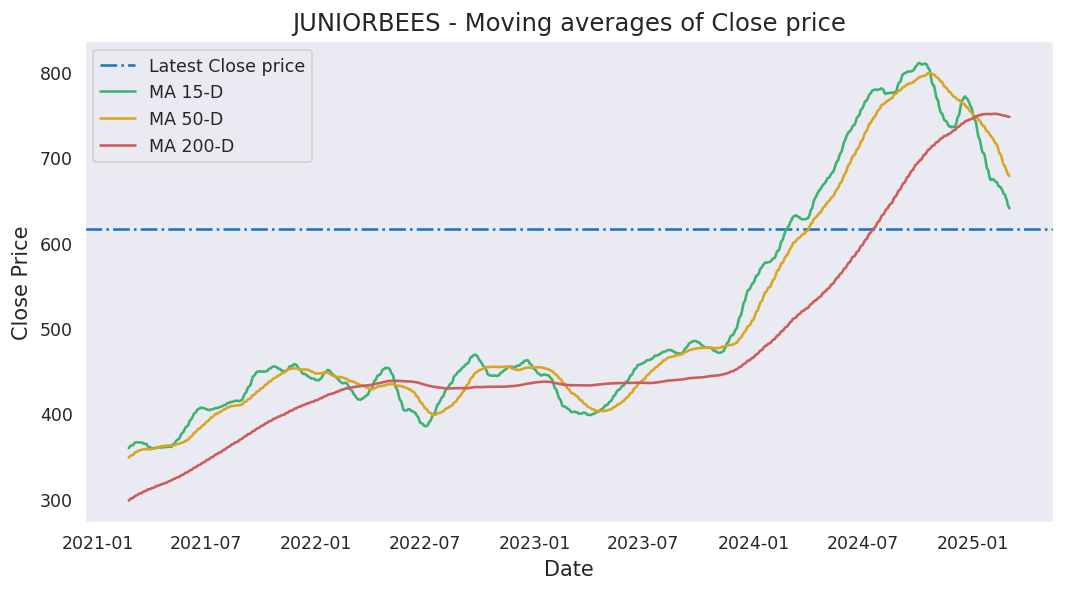 JUNIORBEES - Moving averages of Close price
Latest Close price
MA 15-D
MA 50-D
MA 200-D
Close Price
800
700
600
500
400
300
2021-01 2021-07 2022-01 2022-07 2023-01 2023-07 2024-01 2024-07 2025-01
Date